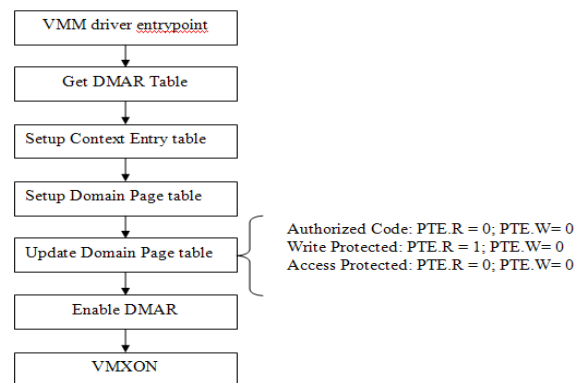 VMM driver entrypoint
Get DMAR Table
Setup Context Entry table
Setup Domain Page table
Update Domain Page table
Authorized Code: PTE.R = 0; PTE.W= 0
Write Protected: PTE.R = 1; PTE.W= 0
Access Protected: PTE.R = 0; PTE.W= 0
Enable DMAR
VMXON